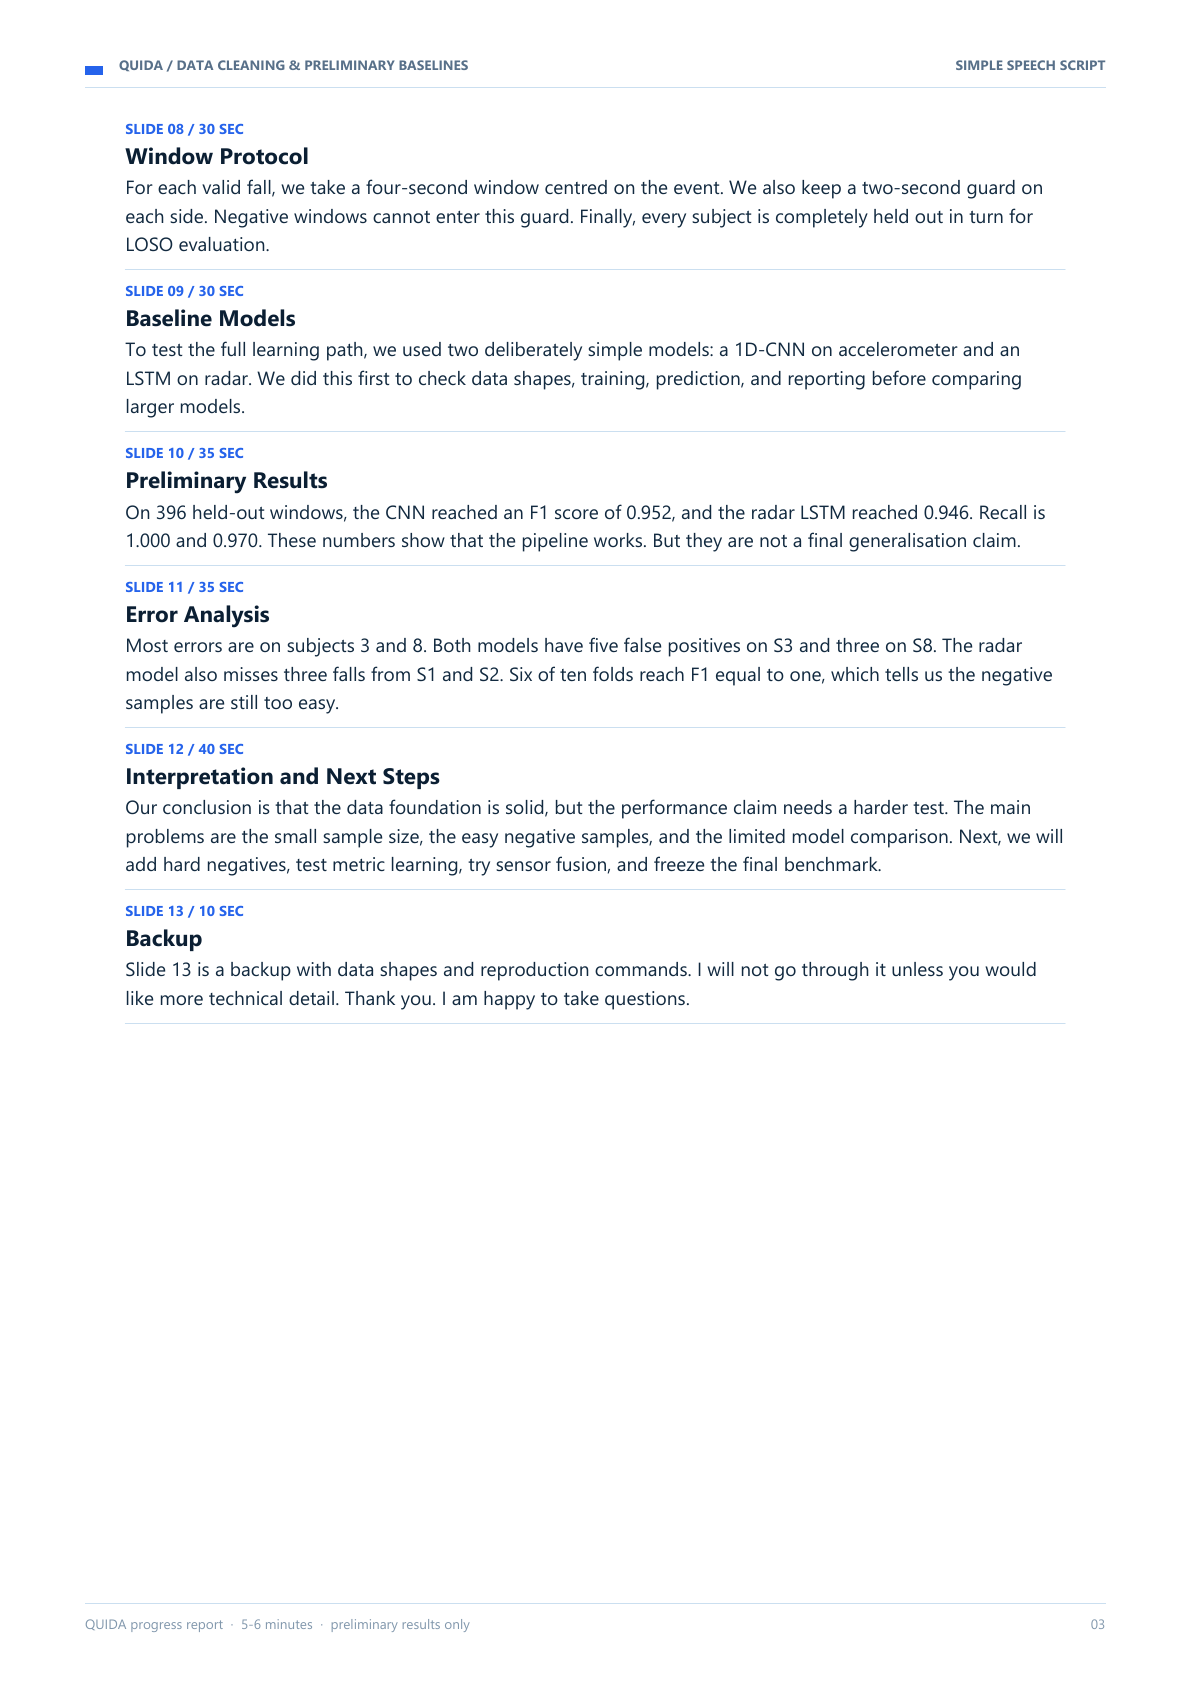 QUIDA / DATA CLEANING & PRELIMINARY BASELINES
SIMPLE SPEECH SCRIPT
SLIDE 08 / 30 SEC
Window Protocol
For each valid fall, we take a four-second window centred on the event. We also keep a two-second guard on
each side. Negative windows cannot enter this guard. Finally, every subject is completely held out in turn for
LOSO evaluation.
SLIDE 09 / 30 SEC
Baseline Models
To test the full learning path, we used two deliberately simple models: a 1D-CNN on accelerometer and an
LSTM on radar. We did this first to check data shapes, training, prediction, and reporting before comparing
larger models.
SLIDE 10 / 35 SEC
Preliminary Results
On 396 held-out windows, the CNN reached an F1 score of 0.952, and the radar LSTM reached 0.946. Recall is
1.000 and 0.970. These numbers show that the pipeline works. But they are not a final generalisation claim.
SLIDE 11 / 35 SEC
Error Analysis
Most errors are on subjects 3 and 8. Both models have five false positives on S3 and three on S8. The radar
model also misses three falls from S1 and S2. Six of ten folds reach F1 equal to one, which tells us the negative
samples are still too easy.
SLIDE 12 / 40 SEC
Interpretation and Next Steps
Our conclusion is that the data foundation is solid, but the performance claim needs a harder test. The main
problems are the small sample size, the easy negative samples, and the limited model comparison. Next, we will
add hard negatives, test metric learning, try sensor fusion, and freeze the final benchmark.
SLIDE 13 / 10 SEC
Backup
Slide 13 is a backup with data shapes and reproduction commands. I will not go through it unless you would
like more technical detail. Thank you. I am happy to take questions.
QUIDA progress report · 5-6 minutes · preliminary results only
03